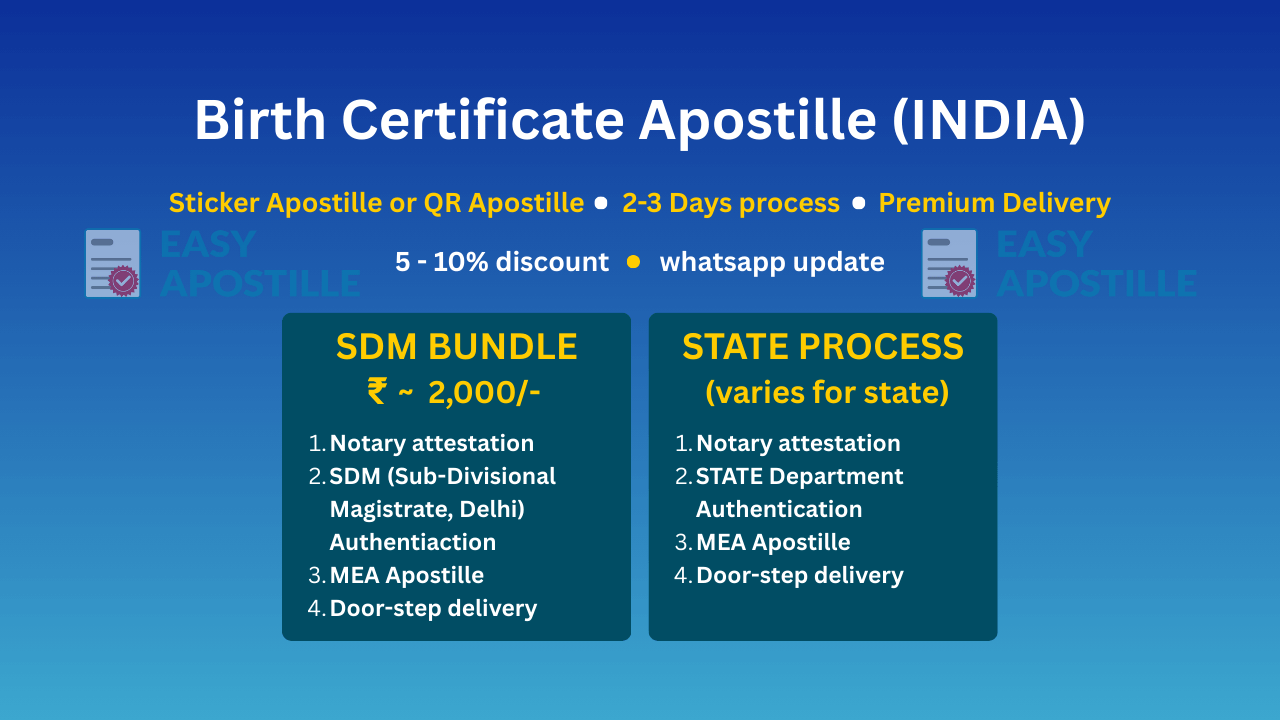 Birth Certificate Apostille (INDIA)
Sticker Apostille or QR Apostille • 2-3 Days process • Premium Delivery
5 - 10% discount • whatsapp update
EASY
APOSTILLE
EASY
APOSTILLE
SDM BUNDLE
₹ ~ 2,000/-
1. Notary attestation
2. SDM (Sub-Divisional
Magistrate, Delhi)
Authentiaction
3. MEA Apostille
4. Door-step delivery
STATE PROCESS
(varies for state)
1. Notary attestation
2. STATE Department
Authentication
3. MEA Apostille
4. Door-step delivery